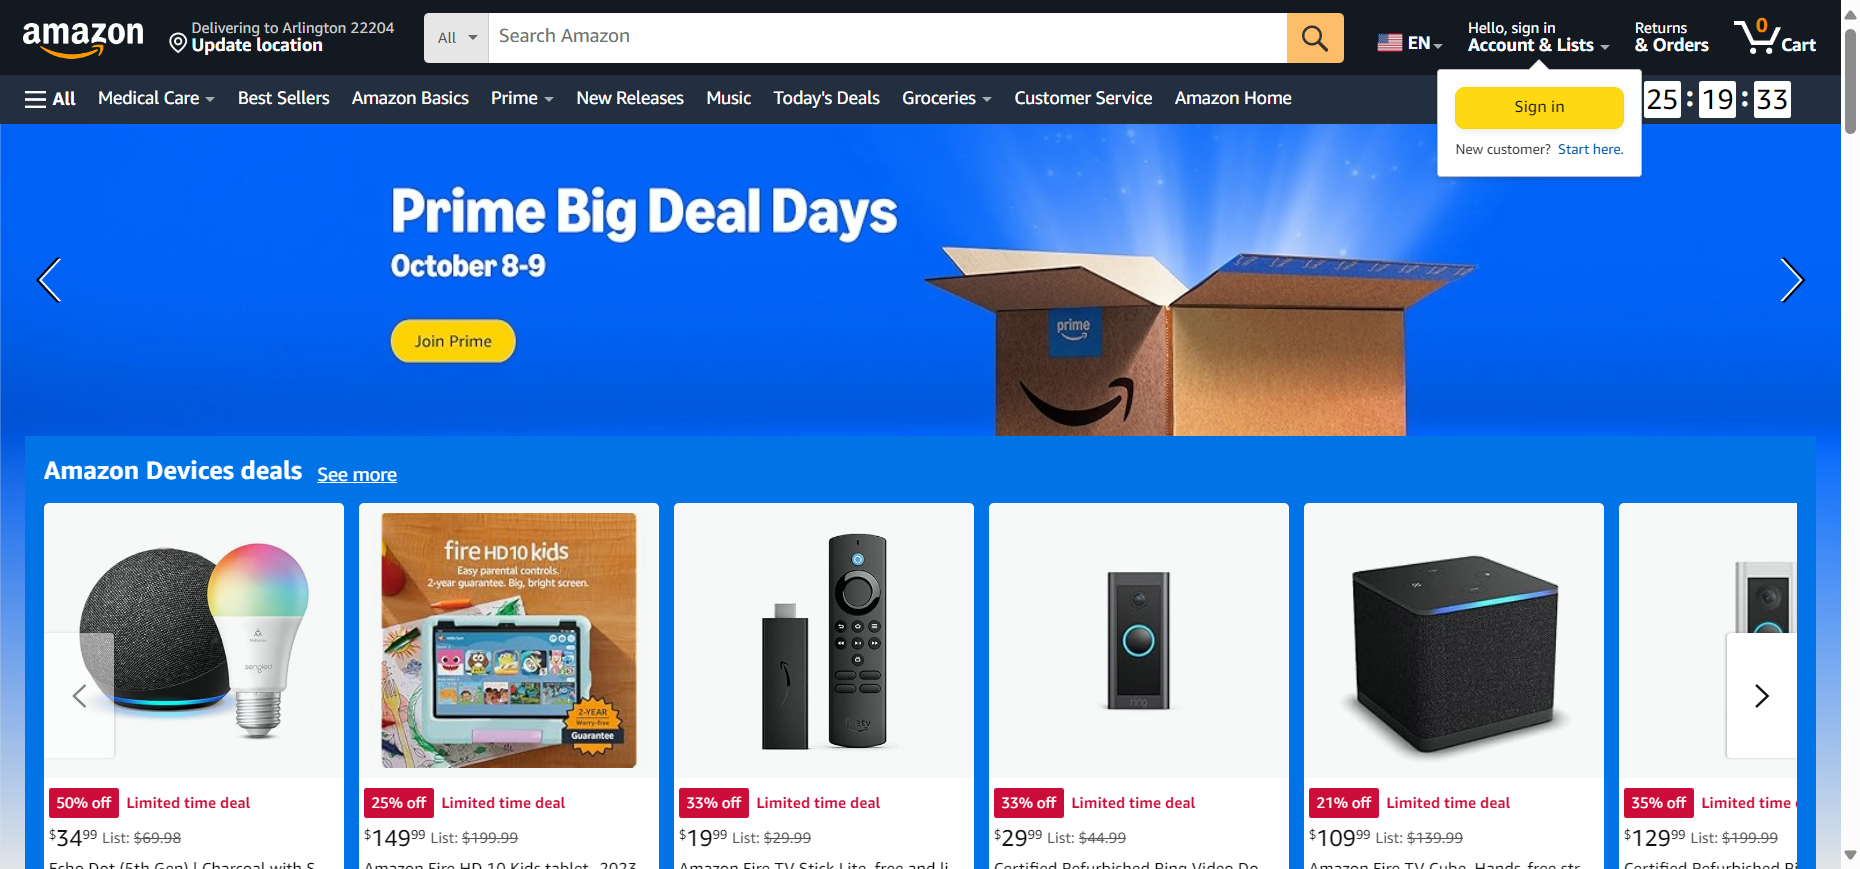 amazon
Delivering to Arlington 22204
Update location
All
Search Amazon
EN
Hello, sign in
Account & Lists
Returns
& Orders
0
Cart
All
Medical Care
Best Sellers
Amazon Basics
Prime
New Releases
Music
Today's Deals
Groceries
Customer Service
Amazon Home
25:19:33
Sign in
New customer? Start here.
Prime Big Deal Days
October 8-9
Join Prime
prime
Amazon Devices deals
See more
sengled
fire HD10 kids
Easy parental controls.
2-year guarantee. Big, bright screen.
2-YEAR
Worry-free
Guarantee
fire tv
ring
50% off Limited time deal
$34.99 List: $69.98
Echo Dot (5th Gen) | Charcoal with S...
25% off Limited time deal
$149.99 List: $199.99
Amazon Fire HD 10 Kids tablet- 2023,
33% off Limited time deal
$19.99 List: $29.99
Amazon Fire TV Stick Lite, free and li...
33% off Limited time deal
$29.99 List: $44.99
Certified Refurbished Ring Video Do...
21% off Limited time deal
$109.99 List: $139.99
Amazon Fire TV Cube, Hands-free str...
35% off Limited time
$129.99 List: $199.99
Certified Refurbished Ri